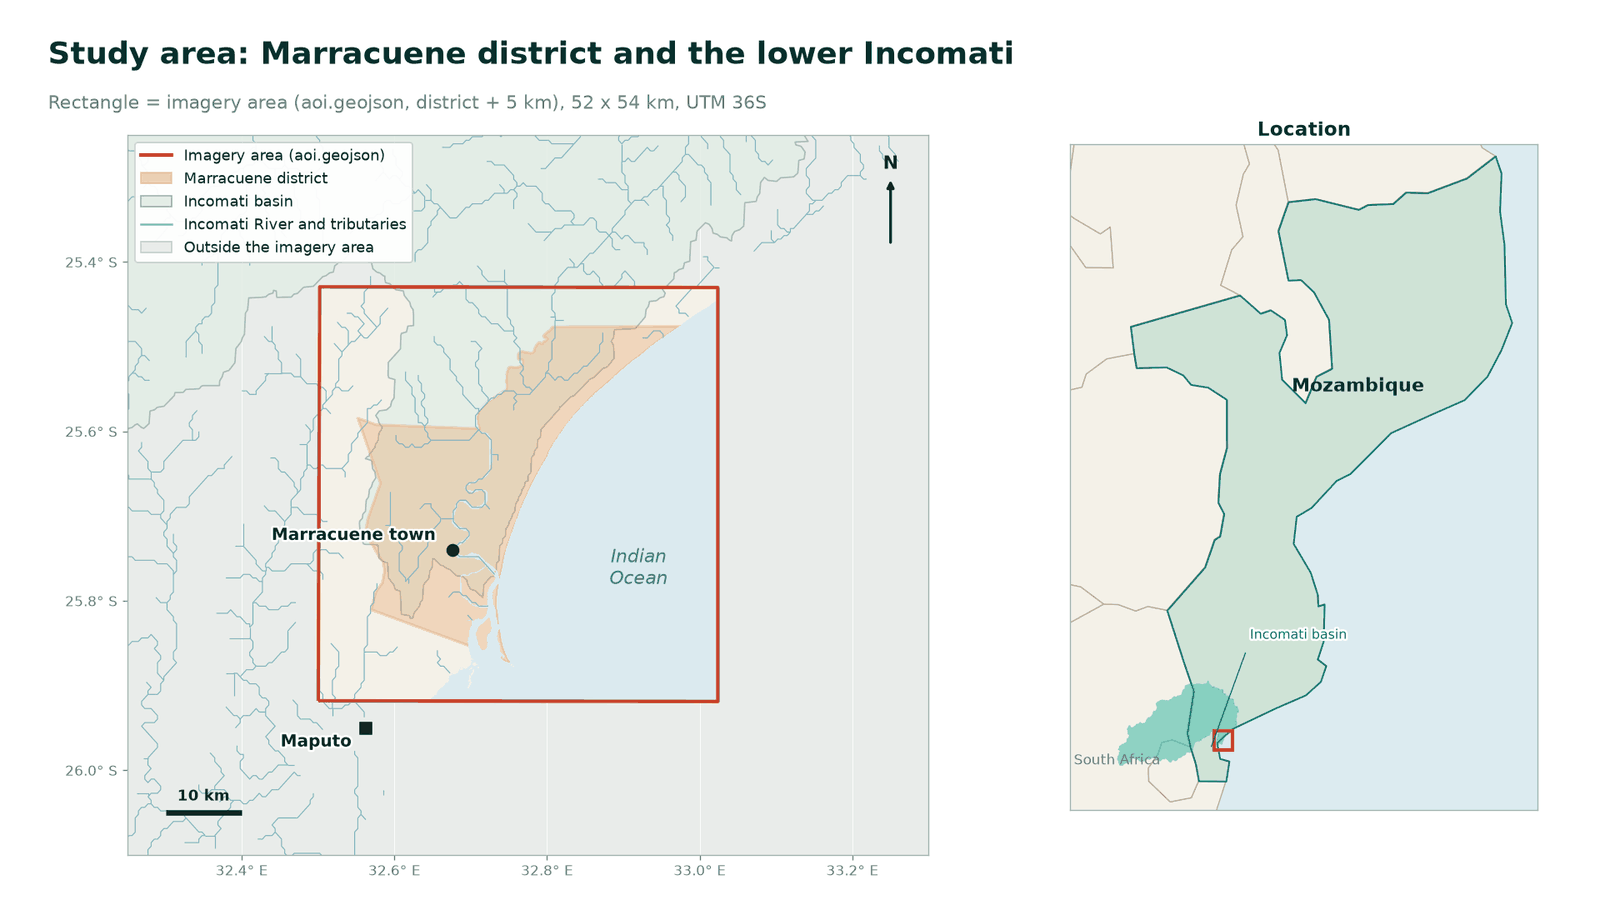 Study area: Marracuene district and the lower Incomati
Rectangle = imagery area (aoi.geojson, district + 5 km), 52 x 54 km, UTM 36S
Imagery area (aoi.geojson)
Marracuene district
Incomati basin
Incomati River and tributaries
Outside the imagery area
N
25.4° S
25.6° S
25.8° S
26.0° S
Marracuene town
Indian
Ocean
Maputo
10 km
32.4° E
32.6° E
32.8° E
33.0° E
33.2° E
Location
Mozambique
Incomati basin
South Africa